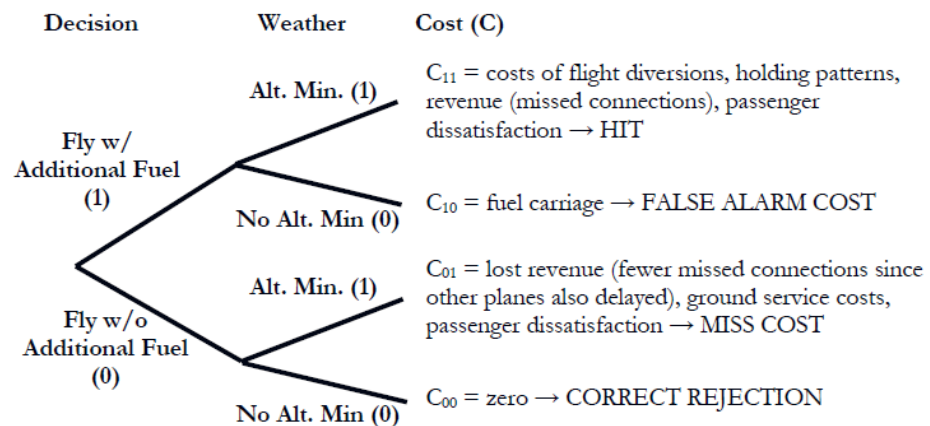 Decision Weather Cost (C)
Alt. Min. (1)
C₁₁ = costs of flight diversions, holding patterns,
revenue (missed connections), passenger
dissatisfaction → HIT
Fly w/
Additional Fuel
(1)
No Alt. Min (0)
C₁₀ = fuel carriage → FALSE ALARM COST
Alt. Min. (1)
C₀₁ = lost revenue (fewer missed connections since
other planes also delayed), ground service costs,
passenger dissatisfaction → MISS COST
Fly w/o
Additional Fuel
(0)
No Alt. Min (0)
C₀₀ = zero → CORRECT REJECTION